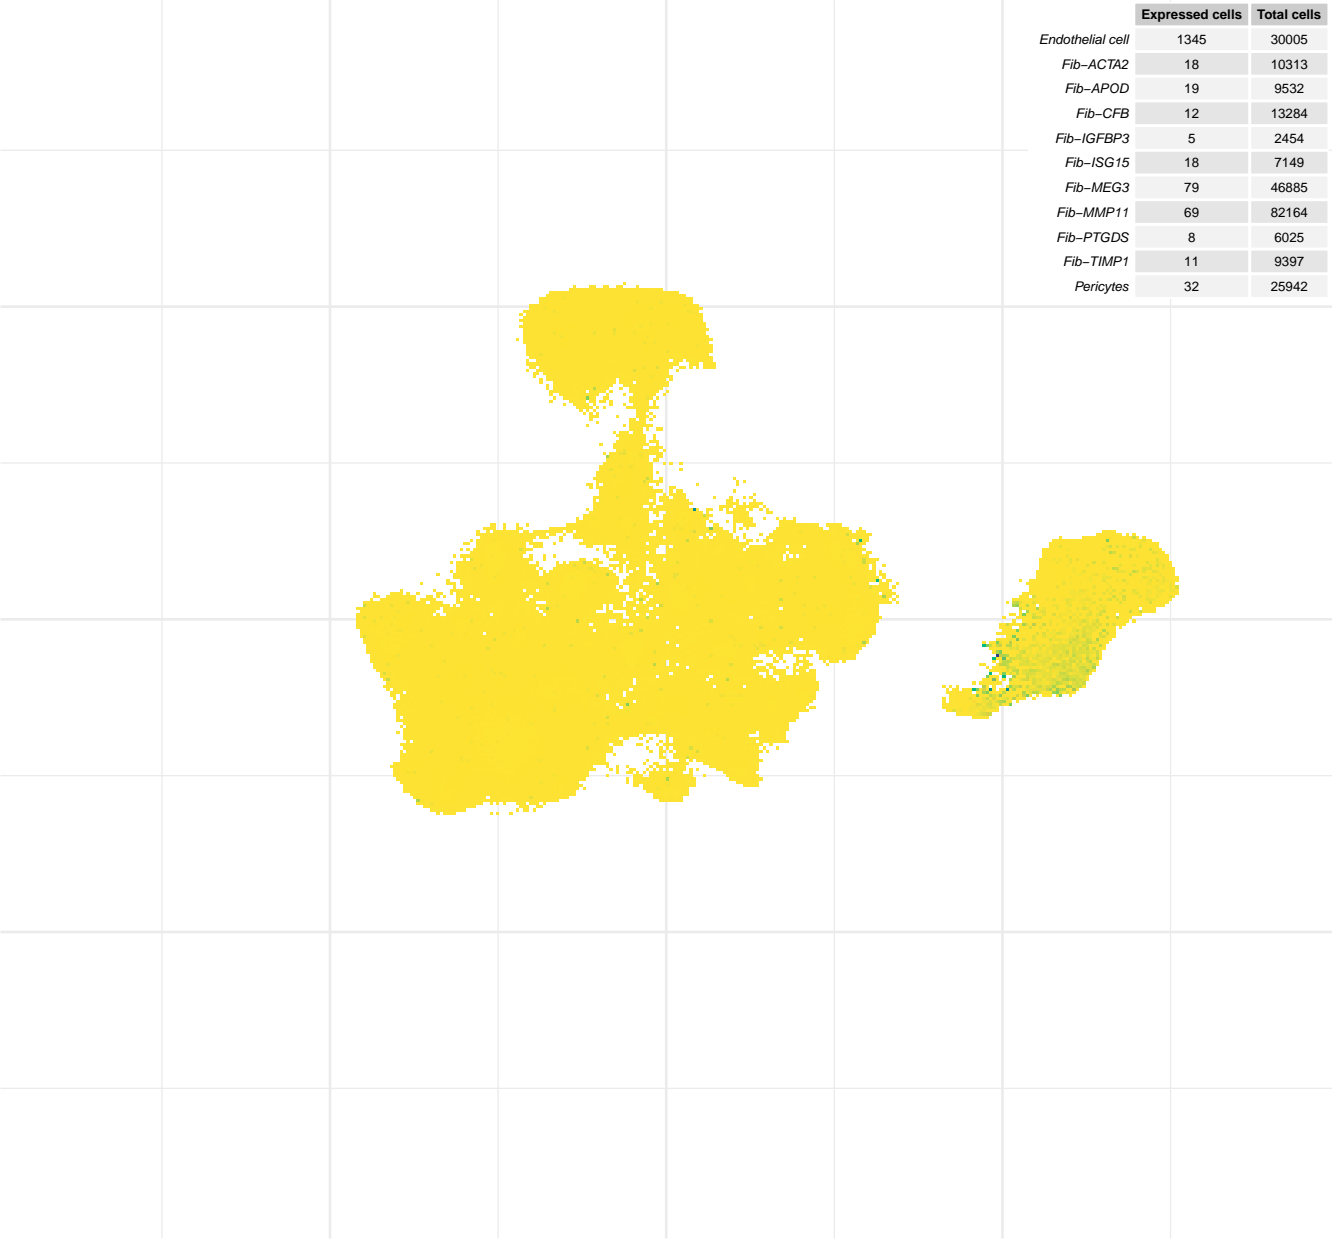 Expressed cells Total cells
Endothelial cell 1345 30005
Fib−ACTA2 18 10313
Fib−APOD 19 9532
Fib−CFB 12 13284
Fib−IGFBP3 5 2454
Fib−ISG15 18 7149
Fib−MEG3 79 46885
Fib−MMP11 69 82164
Fib−PTGDS 8 6025
Fib−TIMP1 11 9397
Pericytes 32 25942